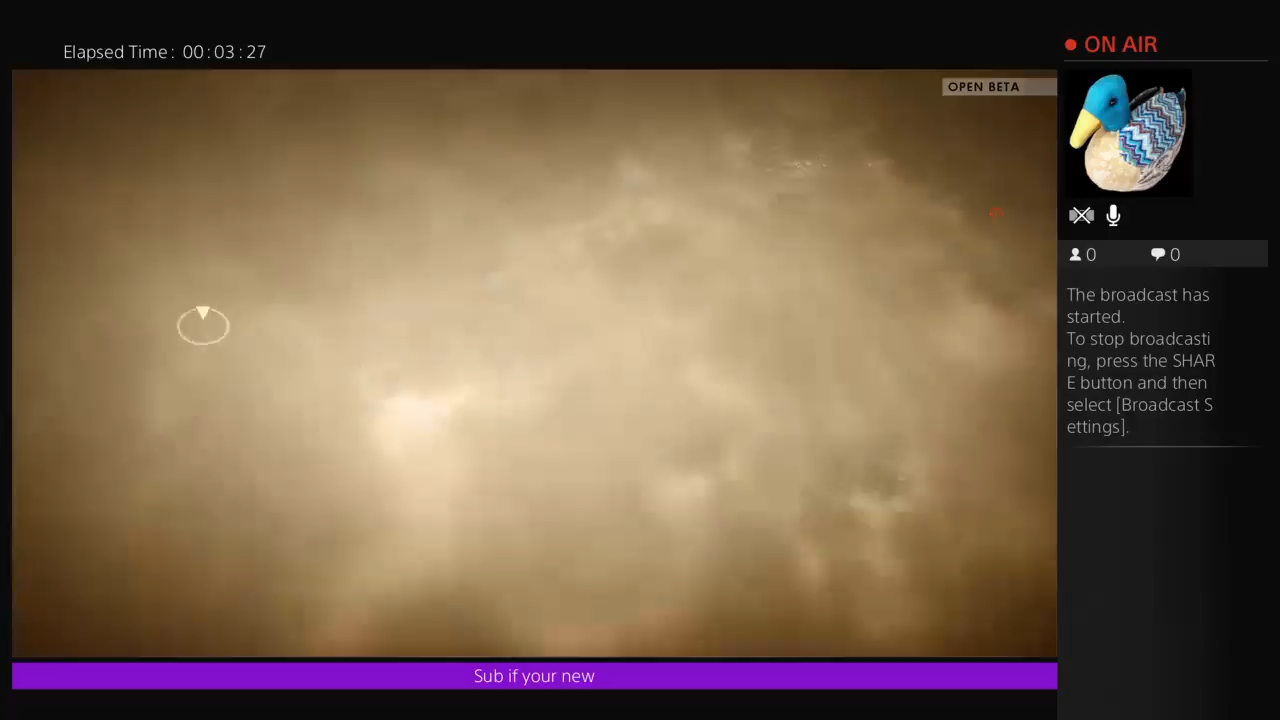 Elapsed Time: 00:03:27
ON AIR
OPEN BETA
0 0
The broadcast has
started.
To stop broadcasti
ng, press the SHAR
E button and then
select [Broadcast S
ettings].
Sub if your new